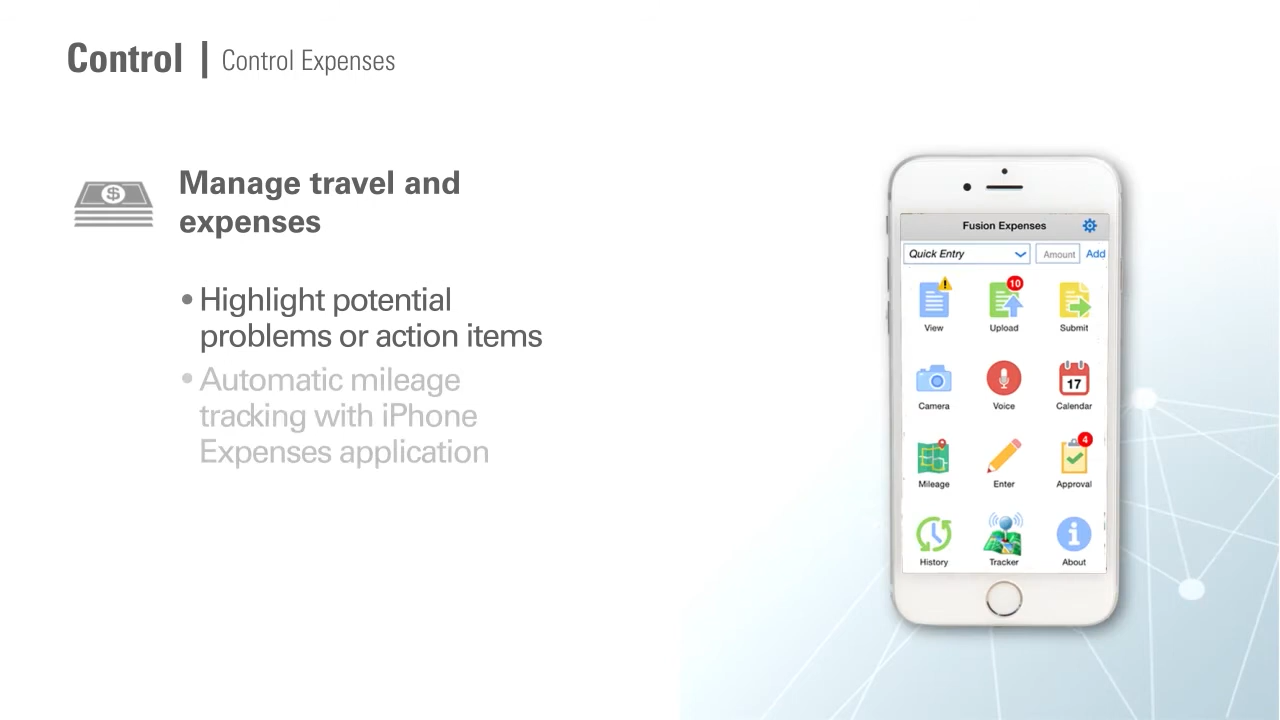 Control | Control Expenses
Manage travel and
expenses
• Highlight potential
problems or action items
• Automatic mileage
tracking with iPhone
Expenses application
Fusion Expenses
Quick Entry Amount Add
10
View Upload Submit
17
Camera Voice Calendar
4
Mileage Enter Approval
History Tracker About